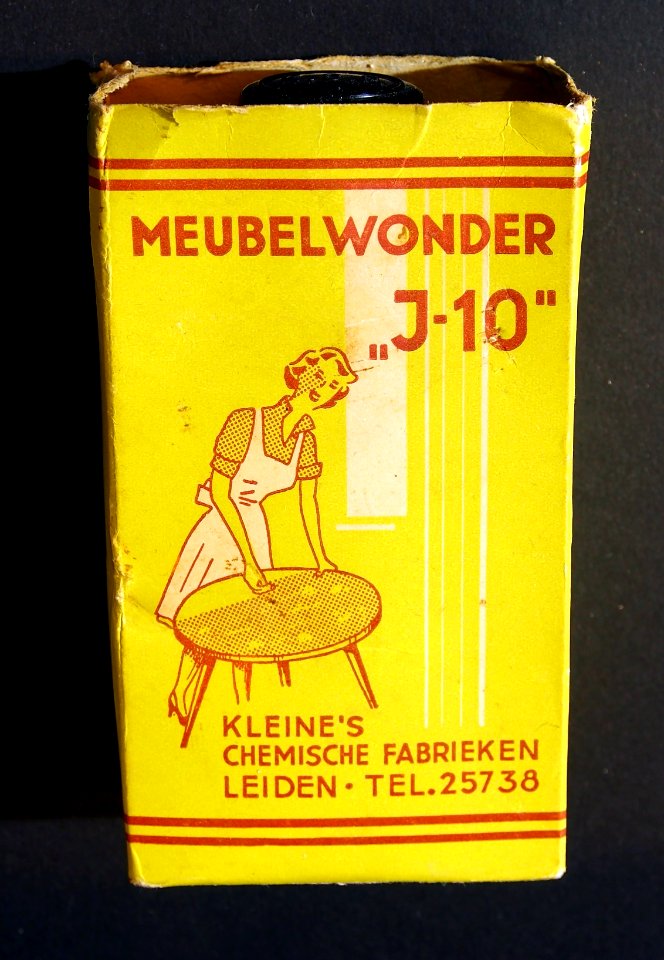 MEUBELWONDER
„J-10"
KLEINE'S
CHEMISCHE FABRIEKEN
LEIDEN · TEL.25738